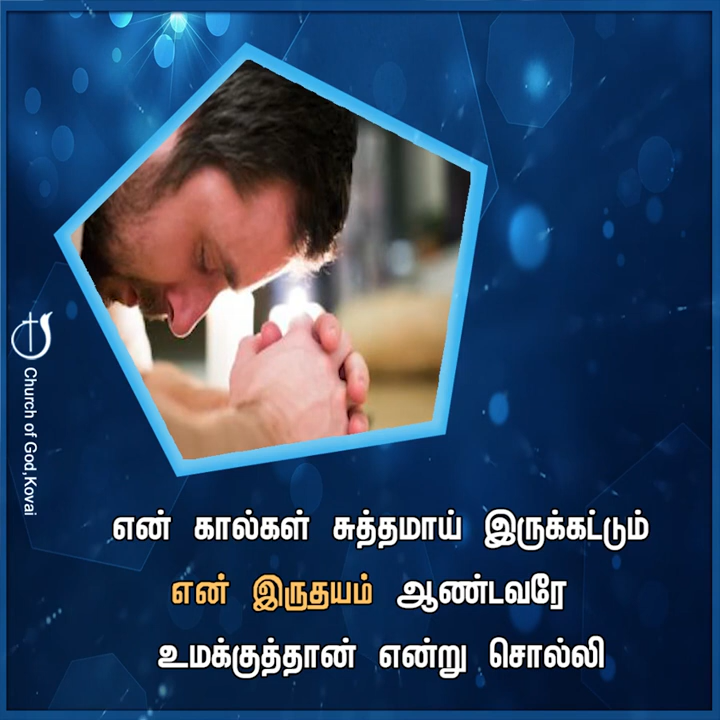 Church of God,Kovai
என் கால்கள் சுத்தமாய் இருக்கட்டும்
என் இருதயம் ஆண்டவரே
உமக்குத்தான் என்று சொல்லி